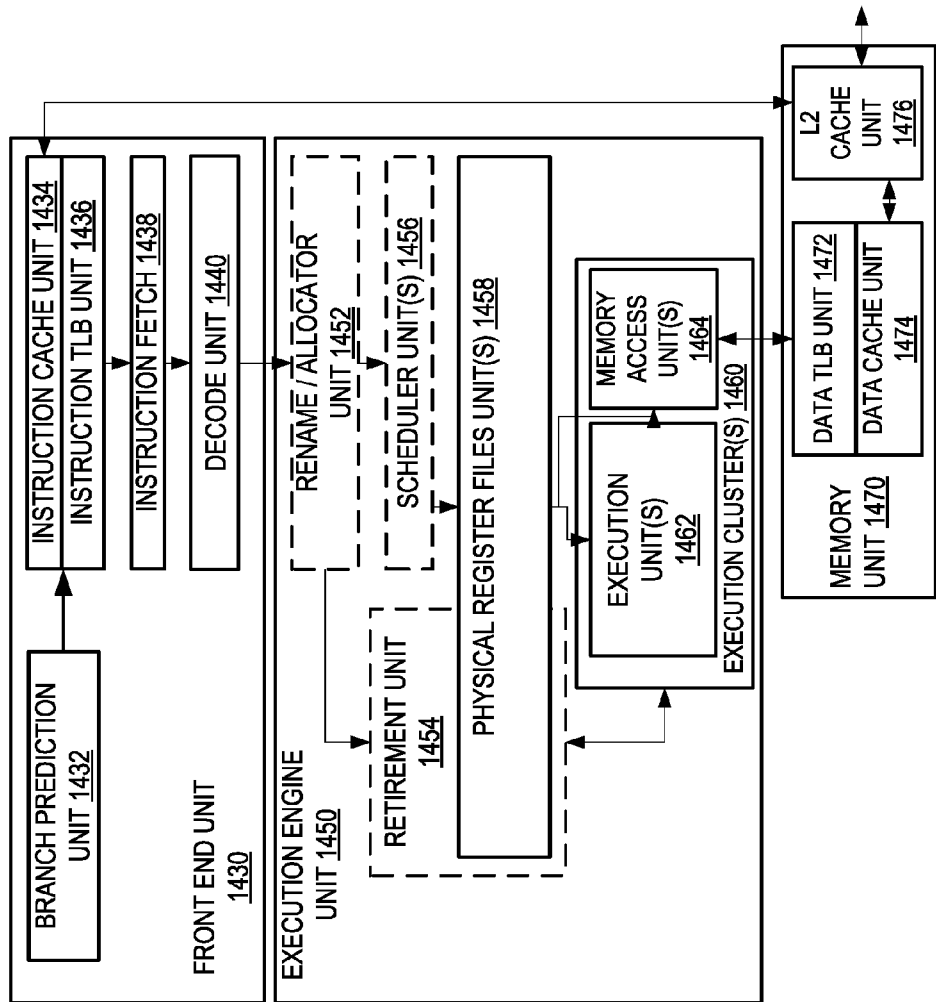 BRANCH PREDICTION
UNIT 1432
INSTRUCTION CACHE UNIT 1434
INSTRUCTION TLB UNIT 1436
INSTRUCTION FETCH 1438
DECODE UNIT 1440
FRONT END UNIT
1430
EXECUTION ENGINE
UNIT 1450
RENAME / ALLOCATOR
UNIT 1452
RETIREMENT UNIT
1454
SCHEDULER UNIT(S) 1456
PHYSICAL REGISTER FILES UNIT(S) 1458
EXECUTION
UNIT(S)
1462
MEMORY
ACCESS
UNIT(S)
1464
EXECUTION CLUSTER(S) 1460
MEMORY
UNIT 1470
DATA TLB UNIT 1472
DATA CACHE UNIT
1474
L2
CACHE
UNIT
1476